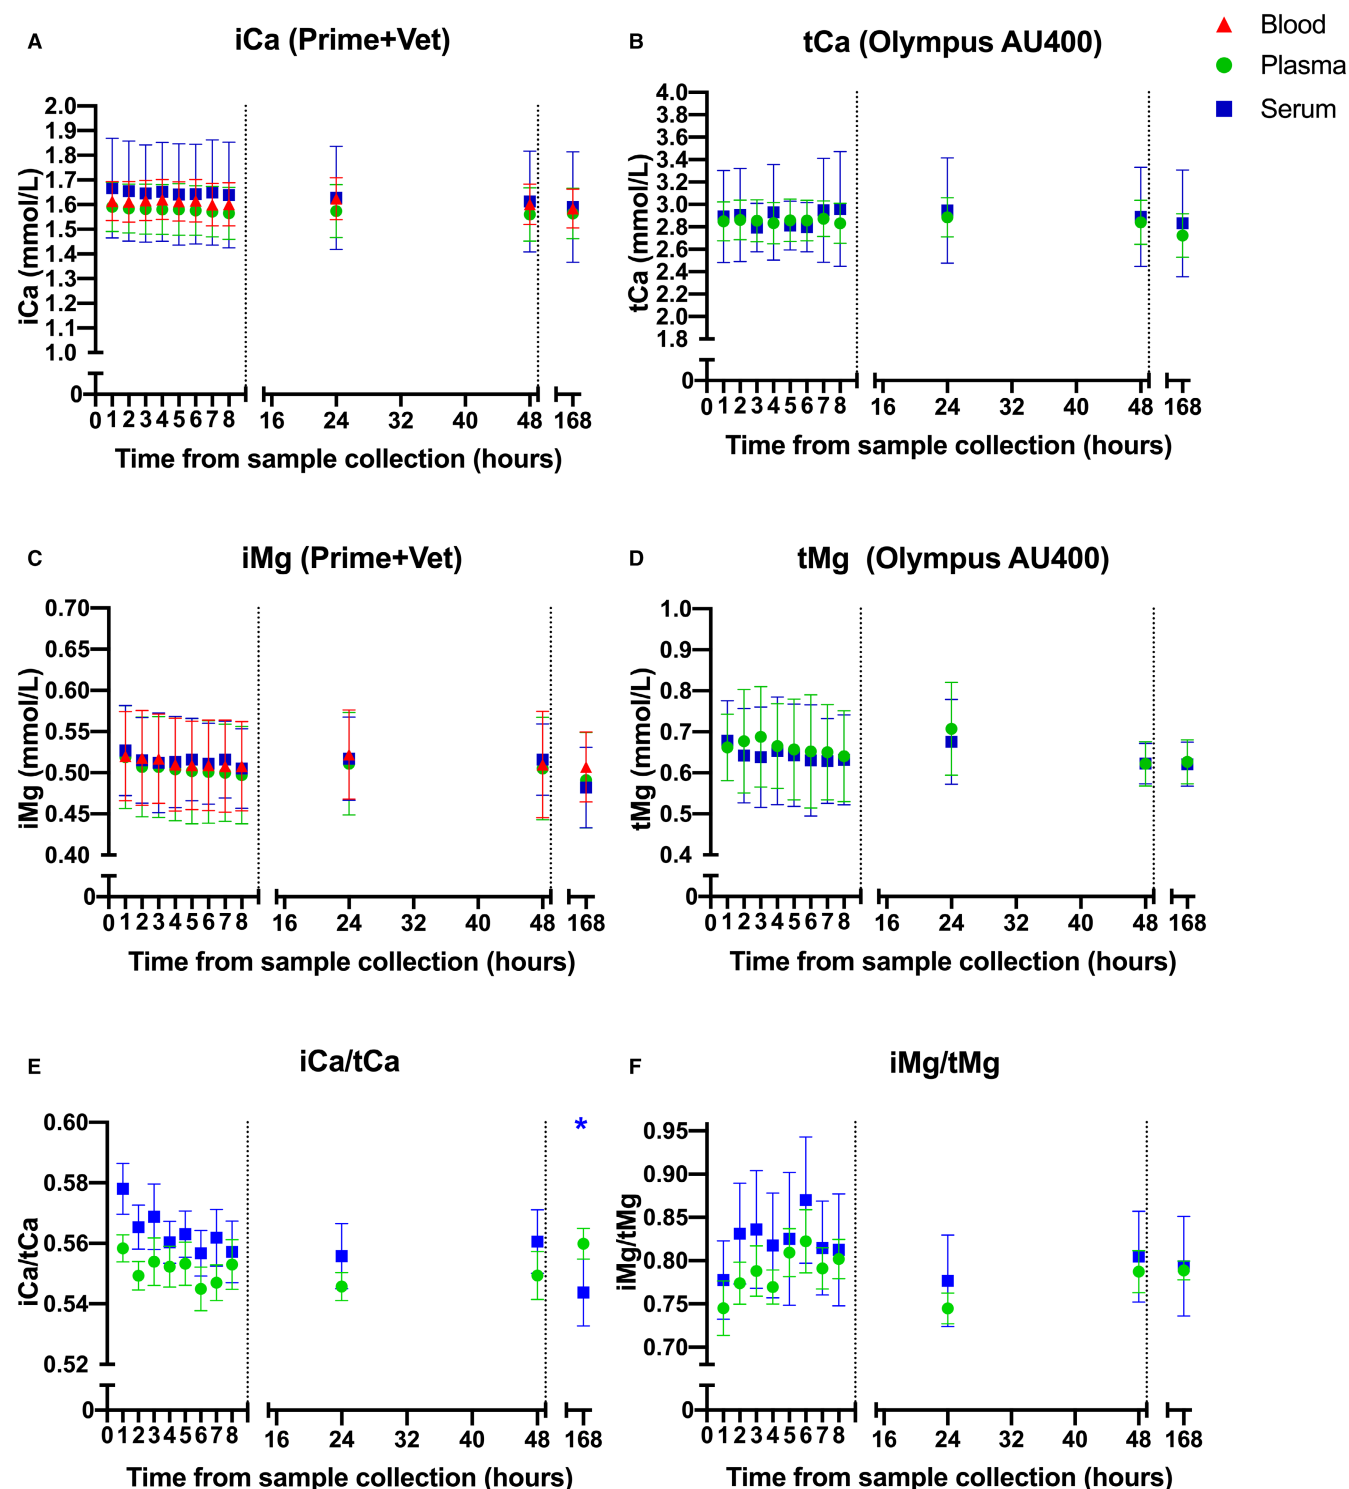 A
iCa (Prime+Vet)
B
tCa (Olympus AU400)
Blood
Plasma
Serum
iCa (mmol/L)
2.0
1.9
1.8
1.7
1.6
1.5
1.4
1.3
1.2
1.1
1.0
0
0 1 2 3 4 5 6 7 8 16 24 32 40 48 168
Time from sample collection (hours)
tCa (mmol/L)
4.0
3.8
3.6
3.4
3.2
3.0
2.8
2.6
2.4
2.2
2.0
1.8
0
0 1 2 3 4 5 6 7 8 16 24 32 40 48 168
Time from sample collection (hours)
C
iMg (Prime+Vet)
iMg (mmol/L)
0.70
0.65
0.60
0.55
0.50
0.45
0.40
0
0 1 2 3 4 5 6 7 8 16 24 32 40 48 168
Time from sample collection (hours)
D
tMg (Olympus AU400)
tMg (mmol/L)
1.0
0.9
0.8
0.7
0.6
0.5
0.4
0
0 1 2 3 4 5 6 7 8 16 24 32 40 48 168
Time from sample collection (hours)
E
iCa/tCa
iCa/tCa
0.60
0.58
0.56
0.54
0.52
0
*
0 1 2 3 4 5 6 7 8 16 24 32 40 48 168
Time from sample collection (hours)
F
iMg/tMg
iMg/tMg
0.95
0.90
0.85
0.80
0.75
0.70
0
0 1 2 3 4 5 6 7 8 16 24 32 40 48 168
Time from sample collection (hours)